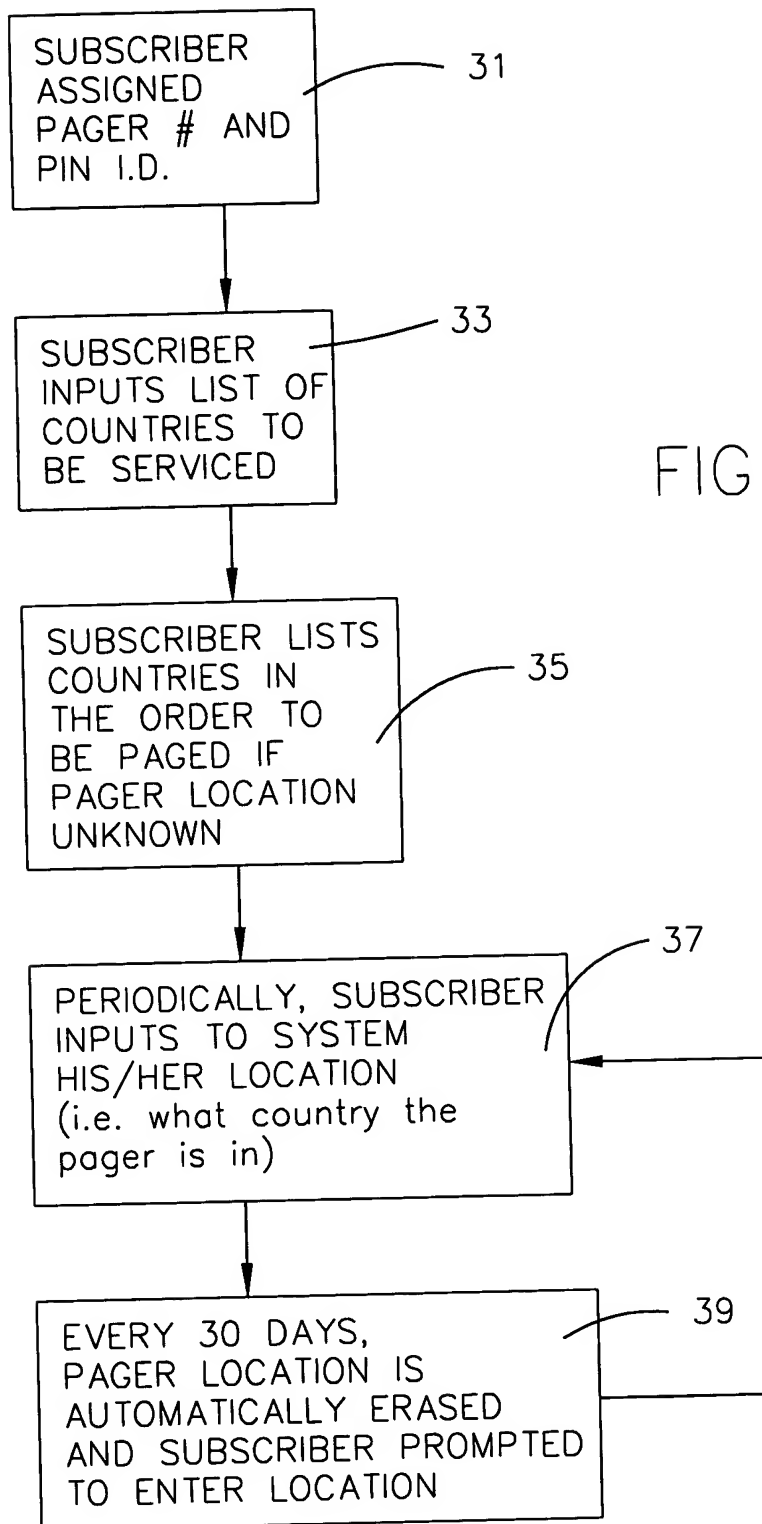 SUBSCRIBER
ASSIGNED
PAGER # AND
PIN I.D.
31
SUBSCRIBER
INPUTS LIST OF
COUNTRIES TO
BE SERVICED
33
FIG
SUBSCRIBER LISTS
COUNTRIES IN
THE ORDER TO
BE PAGED IF
PAGER LOCATION
UNKNOWN
35
PERIODICALLY, SUBSCRIBER
INPUTS TO SYSTEM
HIS/HER LOCATION
(i.e. what country the
pager is in)
37
EVERY 30 DAYS,
PAGER LOCATION IS
AUTOMATICALLY ERASED
AND SUBSCRIBER PROMPTED
TO ENTER LOCATION
39